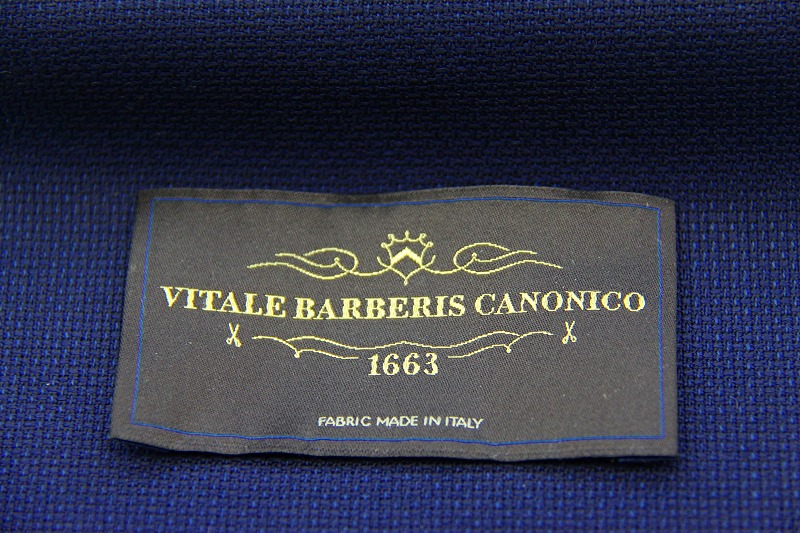 VITALE BARBERIS CANONICO
1663
FABRIC MADE IN ITALY